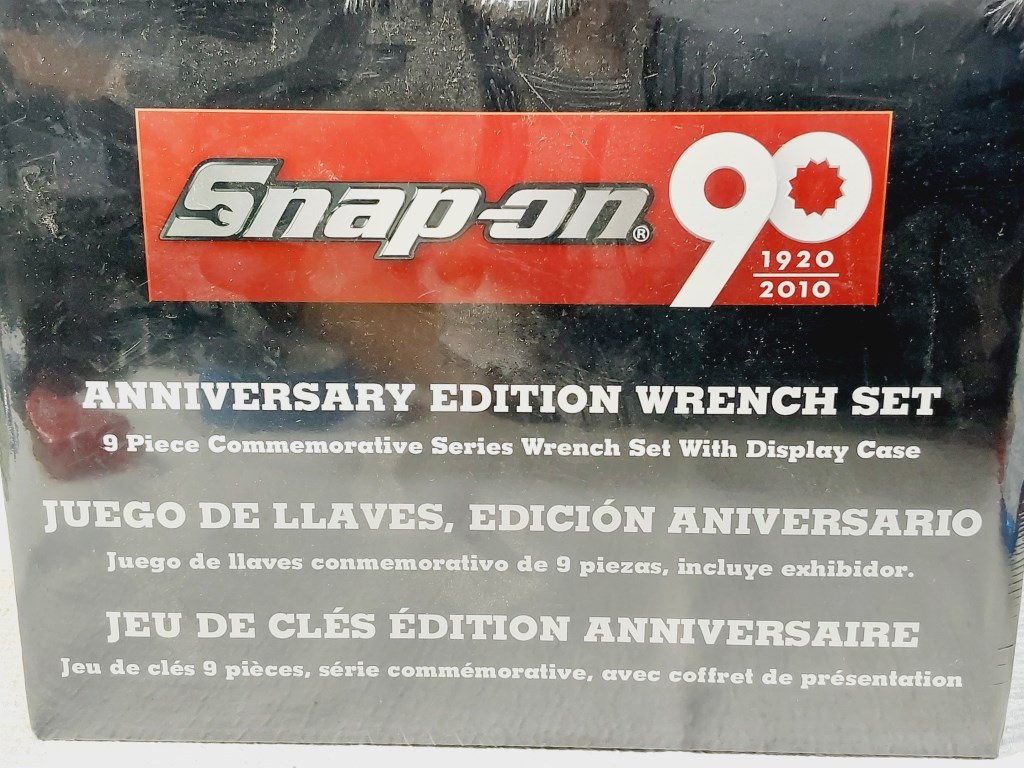 Snap-on® 90
1920
2010
ANNIVERSARY EDITION WRENCH SET
9 Piece Commemorative Series Wrench Set With Display Case
JUEGO DE LLAVES, EDICIÓN ANIVERSARIO
Juego de llaves conmemorativo de 9 piezas, incluye exhibidor.
JEU DE CLÉS ÉDITION ANNIVERSAIRE
Jeu de clés 9 pièces, série commémorative, avec coffret de présentation